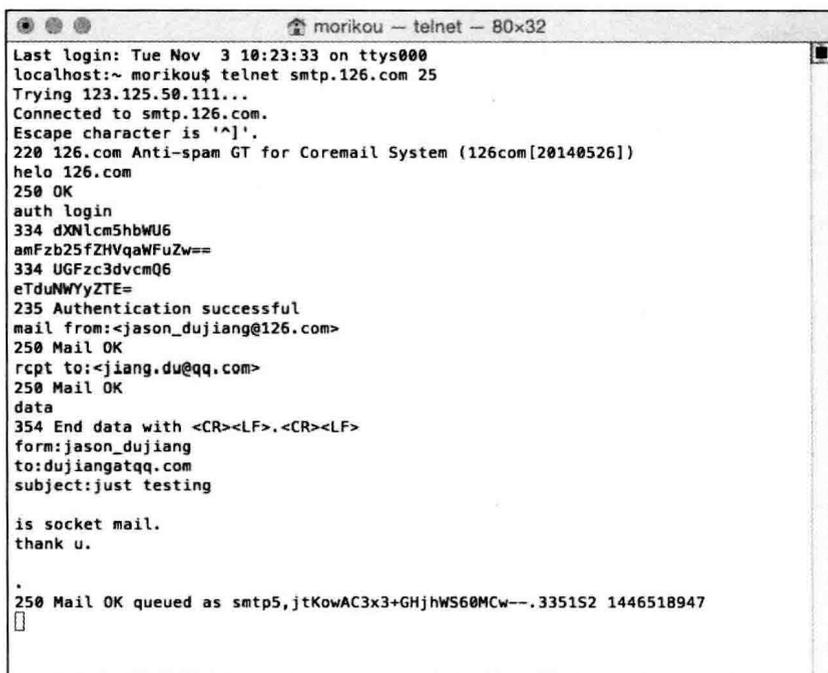 morikou — telnet — 80×32
Last login: Tue Nov  3 10:23:33 on ttys000
localhost:~ morikou$ telnet smtp.126.com 25
Trying 123.125.50.111...
Connected to smtp.126.com.
Escape character is '^]'.
220 126.com Anti-spam GT for Coremail System (126com[20140526])
helo 126.com
250 OK
auth login
334 dXNlcm5hbWU6
amFzb25fZHVqaWFuZw==
334 UGFzc3dvcmQ6
eTduNWYyZTE=
235 Authentication successful
mail from:<jason_dujiang@126.com>
250 Mail OK
rcpt to:<jiang.du@qq.com>
250 Mail OK
data
354 End data with <CR><LF>.<CR><LF>
form:jason_dujiang
to:dujiangatqq.com
subject:just testing

is socket mail.
thank u.

.
250 Mail OK queued as smtp5,jtKowAC3x3+GHjhWS60MCw--.3351S2 1446518947